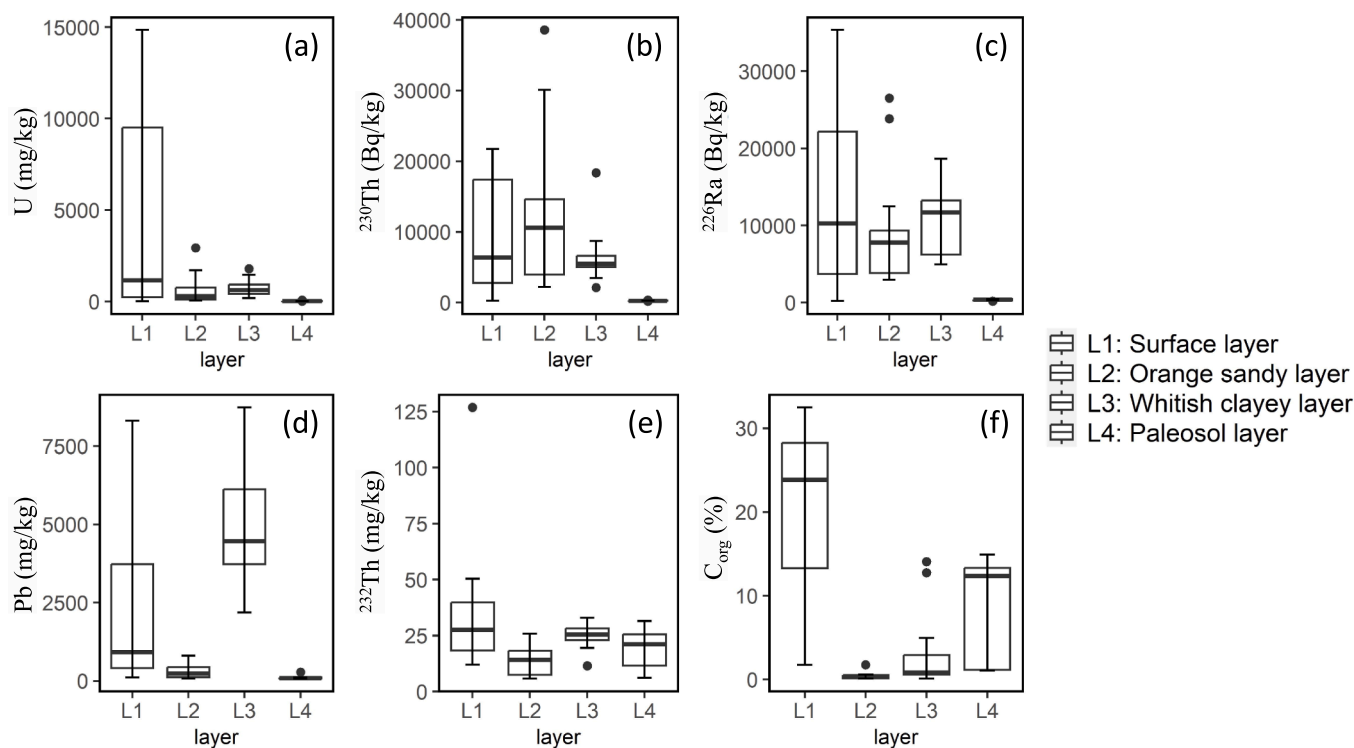 (a)
U (mg/kg)
15000
10000
5000
0
L1 L2 L3 L4
layer
(b)
²³⁰Th (Bq/kg)
40000
30000
20000
10000
0
L1 L2 L3 L4
layer
(c)
²²⁶Ra (Bq/kg)
30000
20000
10000
0
L1 L2 L3 L4
layer
(d)
Pb (mg/kg)
7500
5000
2500
0
L1 L2 L3 L4
layer
(e)
²³²Th (mg/kg)
125
100
75
50
25
0
L1 L2 L3 L4
layer
(f)
Corg (%)
30
20
10
0
L1 L2 L3 L4
layer
L1: Surface layer
L2: Orange sandy layer
L3: Whitish clayey layer
L4: Paleosol layer